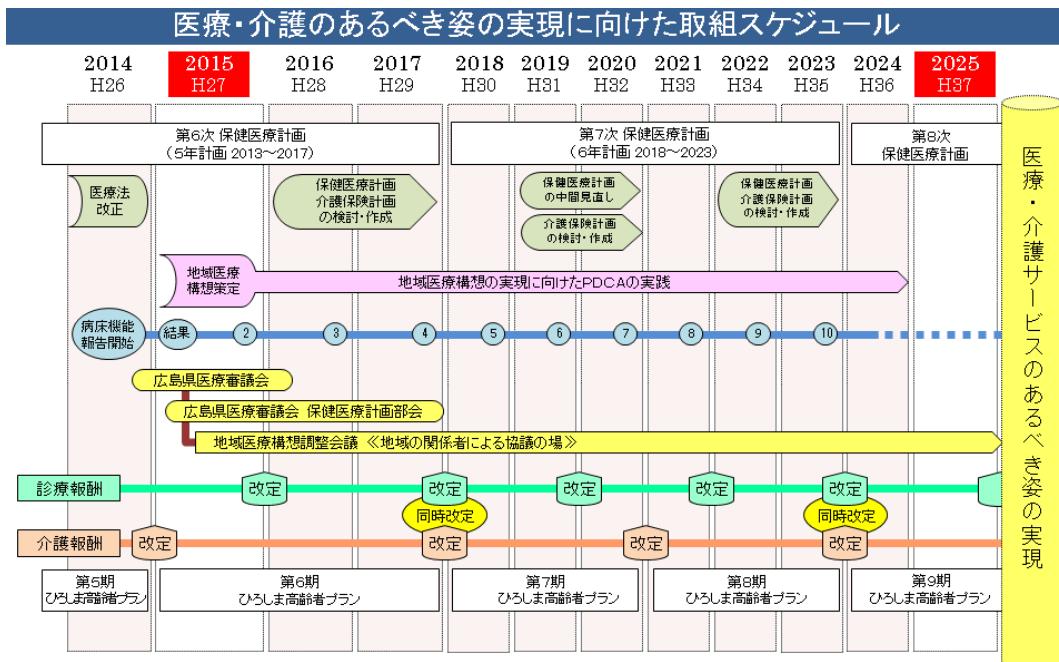 医療・介護のあるべき姿の実現に向けた取組スケジュール
2014
H26
2015
H27
2016
H28
2017
H29
2018
H30
2019
H31
2020
H32
2021
H33
2022
H34
2023
H35
2024
H36
2025
H37
第6次 保健医療計画
（5年計画 2013～2017）
第7次 保健医療計画
（6年計画 2018～2023）
第8次
保健医療計画
医療法
改正
保健医療計画
介護保険計画
の検討・作成
保健医療計画
の中間見直し
介護保険計画
の検討・作成
保健医療計画
介護保険計画
の検討・作成
地域医療
構想策定
地域医療構想の実現に向けたPDCAの実践
病床機能
報告開始
結果
2
3
4
5
6
7
8
9
10
広島県医療審議会
広島県医療審議会 保健医療計画部会
地域医療構想調整会議 ≪地域の関係者による協議の場≫
診療報酬
改定
改定
改定
改定
改定
同時改定
同時改定
介護報酬
改定
改定
改定
改定
第5期
ひろしま高齢者プラン
第6期
ひろしま高齢者プラン
第7期
ひろしま高齢者プラン
第8期
ひろしま高齢者プラン
第9期
ひろしま高齢者プラン
医療・介護サービスのあるべき姿の実現